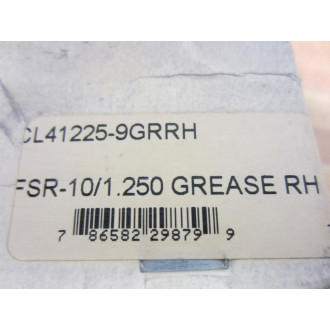 CL41225-9GRRH
FSR-10/1.250 GREASE RH
7 86582 29879 9